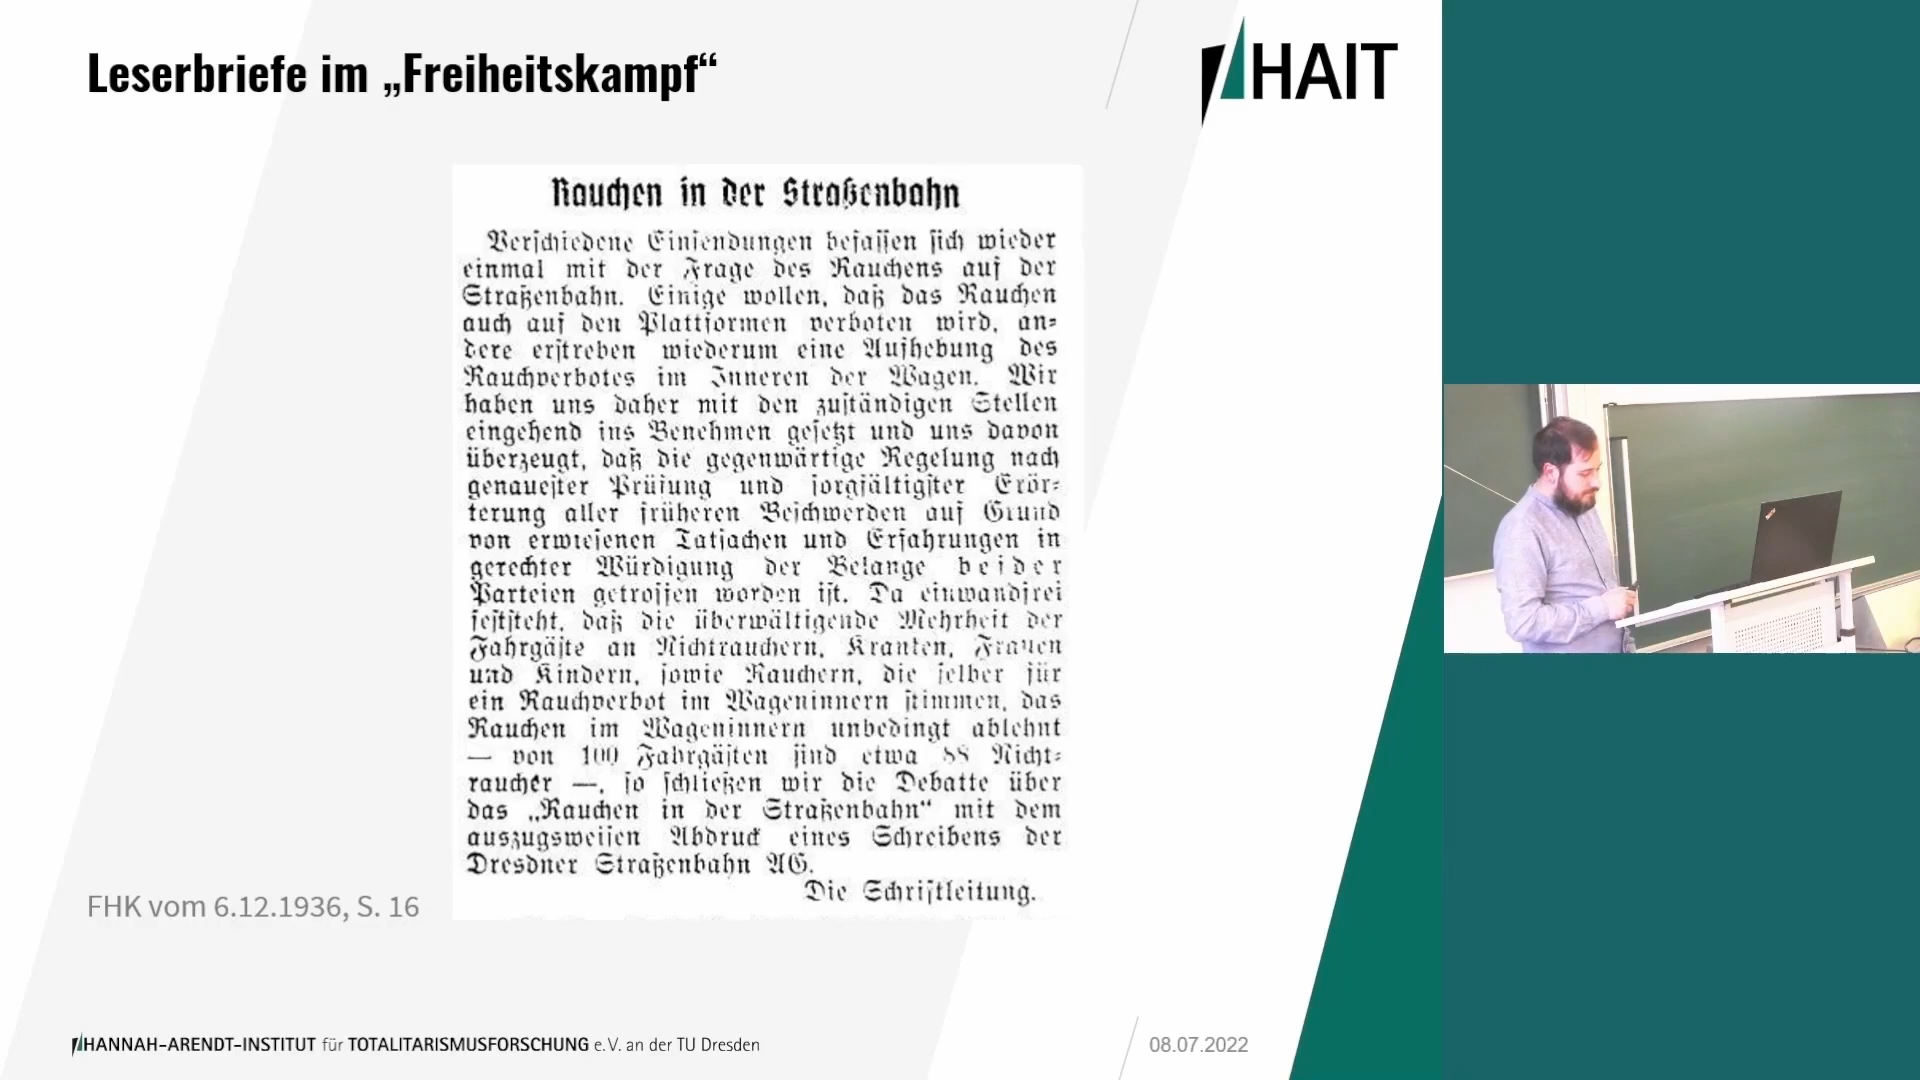 Leserbriefe im „Freiheitskampf“
HAIT
Rauchen in der Straßenbahn
Verschiedene Einsendungen befassen sich wieder
einmal mit der Frage des Rauchens auf der
Straßenbahn. Einige wollen, daß das Rauchen
auch auf den Plattformen verboten wird, an-
dere erstreben wiederum eine Aufhebung des
Rauchverbotes im Inneren der Wagen. Wir
haben uns daher mit den zuständigen Stellen
eingehend ins Benehmen gesetzt und uns davon
überzeugt, daß die gegenwärtige Regelung nach
genauester Prüfung und sorgfältigster Erör-
terung aller früheren Beschwerden auf Grund
von erwiesenen Tatsachen und Erfahrungen in
gerechter Würdigung der Belange beider
Parteien getroffen worden ist. Da einwandfrei
feststeht, daß die überwältigende Mehrheit der
Fahrgäste an Nichtrauchern, Kranken, Frauen
und Kindern, sowie Rauchern, die selber für
ein Rauchverbot im Wageninnern stimmen, das
Rauchen im Wageninnern unbedingt ablehnt
— von 100 Fahrgästen sind etwa 88 Nicht-
raucher —, so schließen wir die Debatte über
das „Rauchen in der Straßenbahn“ mit dem
auszugsweisen Abdruck eines Schreibens der
Dresdner Straßenbahn AG.
Die Schriftleitung.
FHK vom 6.12.1936, S. 16
HANNAH-ARENDT-INSTITUT für TOTALITARISMUSFORSCHUNG e.V. an der TU Dresden
08.07.2022